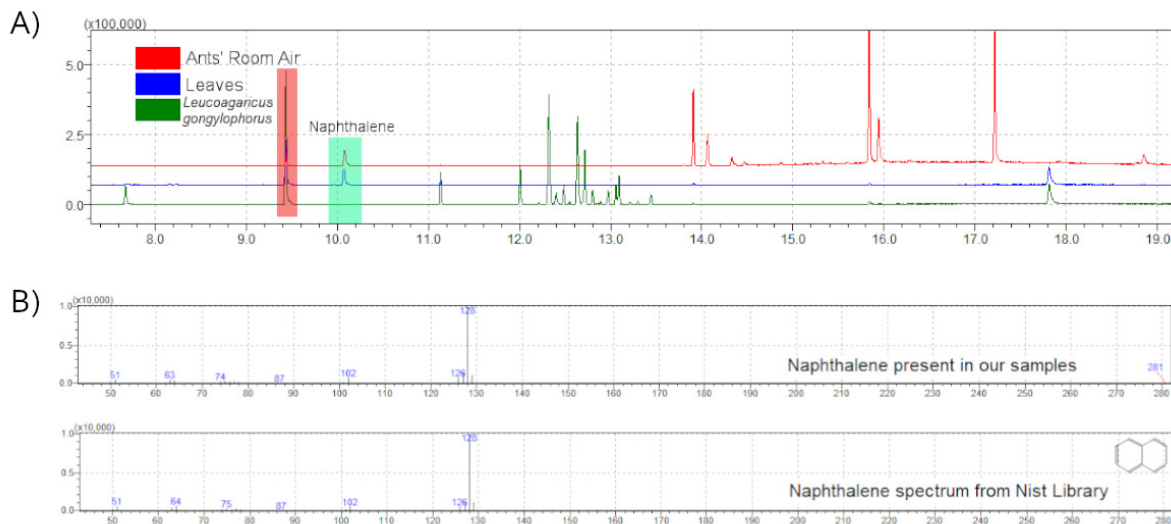 A)
(x100,000)
Ants' Room Air
Leaves
Leucoagaricus
gongylophorus
Naphthalene
5.0
2.5
0.0
8.0 9.0 10.0 11.0 12.0 13.0 14.0 15.0 16.0 17.0 18.0 19.0
B)
(x10,000)
1.0
0.5
0.0
51 63 74 87 102 126 128 281
Naphthalene present in our samples
50 60 70 80 90 100 110 120 130 140 150 160 170 180 190 200 210 220 230 240 250 260 270 280
(x10,000)
1.0
0.5
0.0
51 64 75 87 102 126 128
Naphthalene spectrum from Nist Library
50 60 70 80 90 100 110 120 130 140 150 160 170 180 190 200 210 220 230 240 250 260 270 280